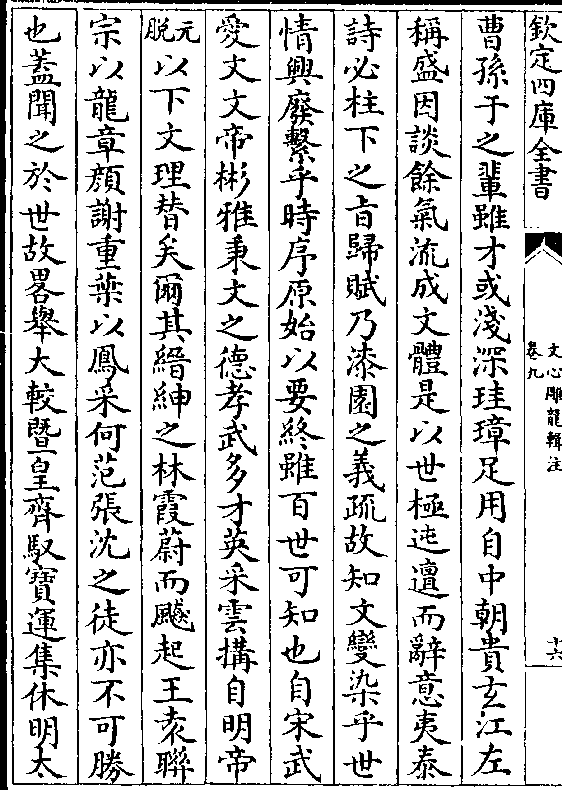 欽定四庫全書
文心雕龍輯注
卷九
十六
曹孫于之輩雖才或淺深珪璋足用自中朝貴玄江左
稱盛因談餘氣流成文體是以世極迍邅而辭意夷泰
詩必柱下之㫖歸賦乃漆園之義疏故知文變染乎世
情興廢繫乎時序原始以要終雖百世可知也自宋武
愛文文帝彬雅秉文之德孝武多才英采雲搆自明帝
元脱以下文理替矣爾其縉紳之林霞蔚而飈起王袁聯
宗以龍章顔謝重葉以鳳采何范張沈之徒亦不可勝
也蓋聞之於世故畧舉大較暨皇齊馭寶運集休明太